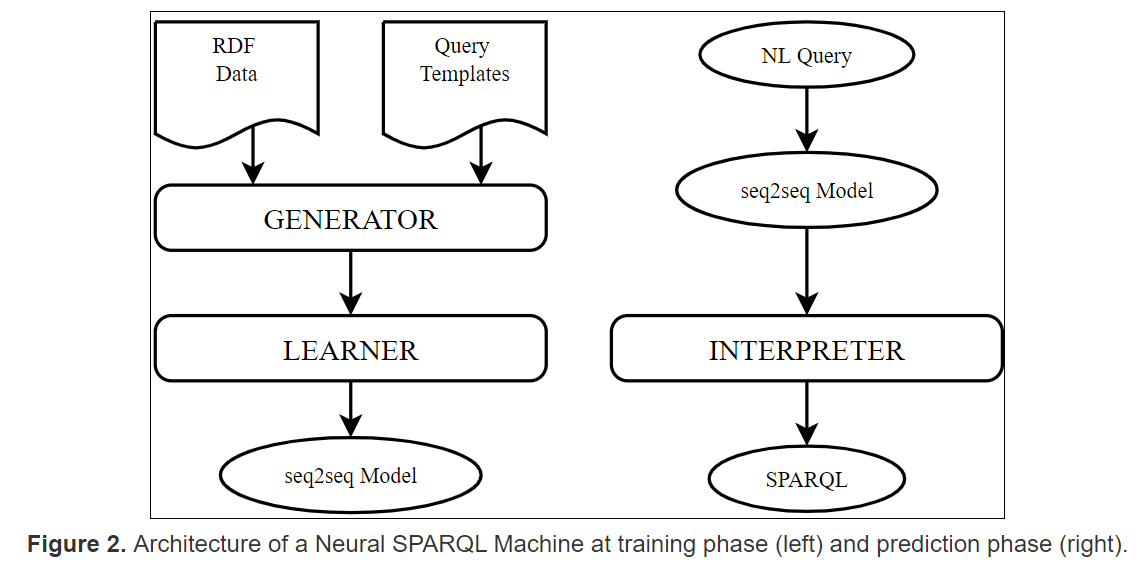 RDF
Data
Query
Templates
GENERATOR
LEARNER
seq2seq Model
NL Query
seq2seq Model
INTERPRETER
SPARQL
Figure 2. Architecture of a Neural SPARQL Machine at training phase (left) and prediction phase (right).